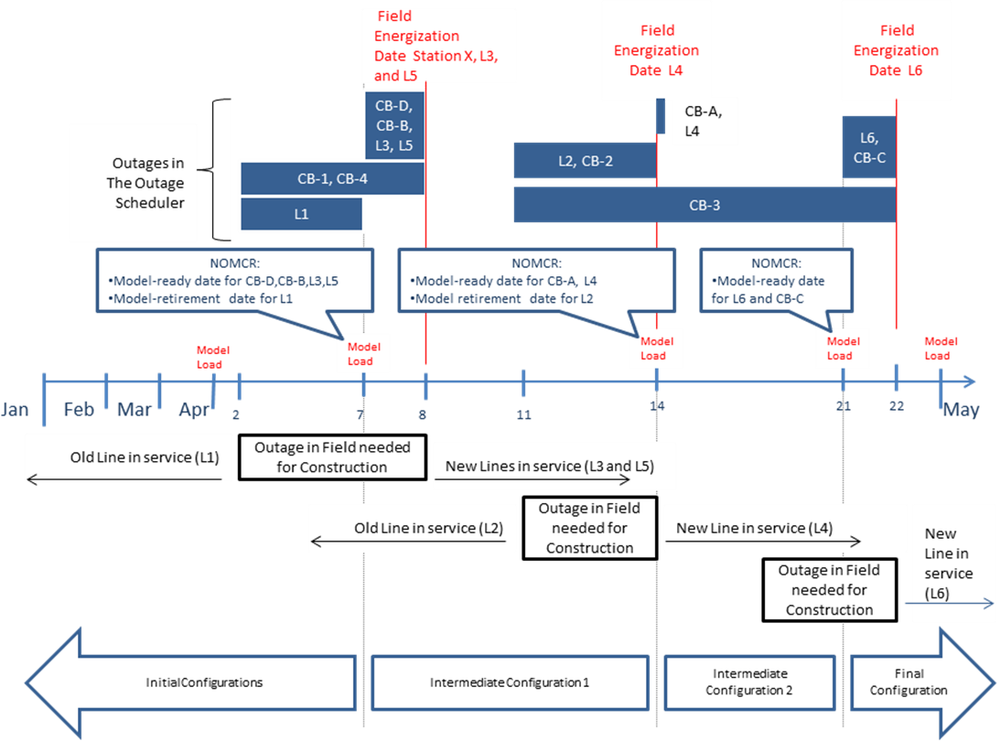 Field
Energization
Date Station X, L3,
and L5
Field
Energization
Date L4
Field
Energization
Date L6
Outages in
The Outage
Scheduler
CB-D,
CB-B,
L3, L5
CB-1, CB-4
L1
CB-A,
L4
L2, CB-2
CB-3
L6,
CB-C
NOMCR:
•Model-ready date for CB-D,CB-B,L3,L5
•Model-retirement date for L1
NOMCR:
•Model-ready date for CB-A, L4
•Model retirement date for L2
NOMCR:
•Model-ready date
for L6 and CB-C
Model
Load
Model
Load
Model
Load
Model
Load
Model
Load
Jan
Feb
Mar
Apr
2
7
8
11
14
21
22
May
Old Line in service (L1)
Outage in Field needed
for Construction
New Lines in service (L3 and L5)
Old Line in service (L2)
Outage in Field
needed for
Construction
New Line in service (L4)
Outage in Field
needed for
Construction
New
Line in
service
(L6)
Initial Configurations
Intermediate Configuration 1
Intermediate
Configuration 2
Final
Configuration